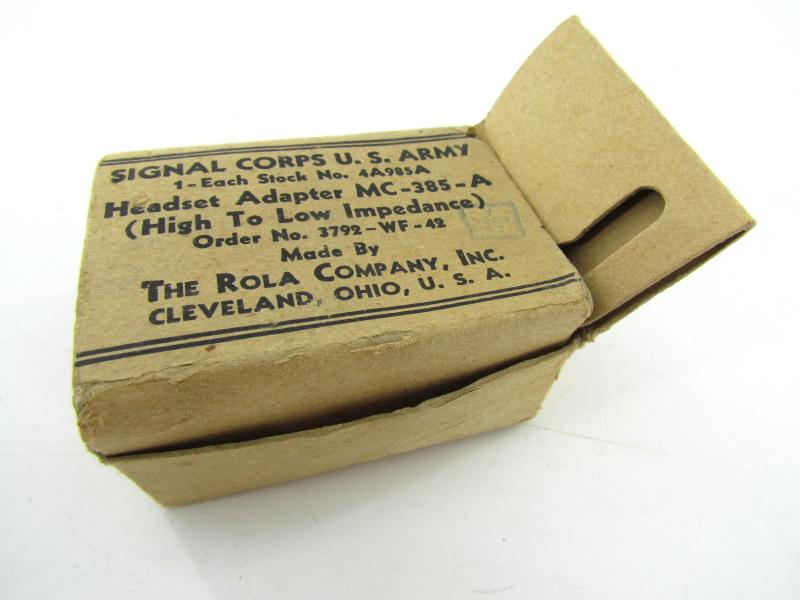 SIGNAL CORPS U. S. ARMY
1-Each Stock No. 4A985A
Headset Adapter MC-385-A
(High To Low Impedance)
Order No. 3792-WF-42
Made By
THE ROLA COMPANY, INC.
CLEVELAND, OHIO, U. S. A.